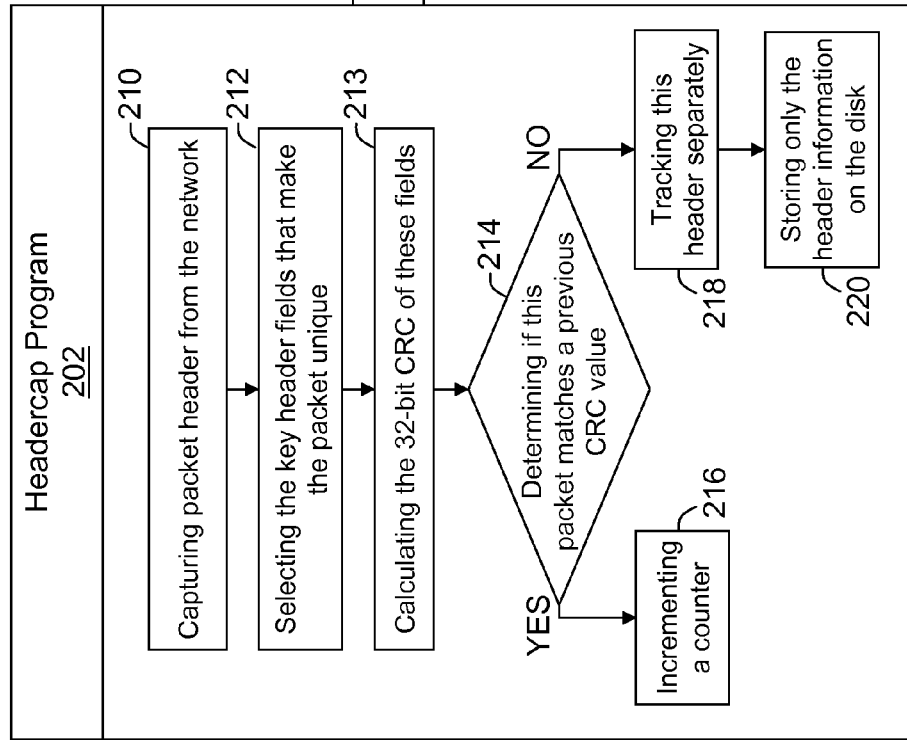 Headercap Program
202
210
Capturing packet header from the network
212
Selecting the key header fields that make
the packet unique
213
Calculating the 32-bit CRC of these fields
214
Determining if this
packet matches a previous
CRC value
YES
NO
216
Incrementing
a counter
Tracking this
header separately
218
Storing only the
header information
on the disk
220